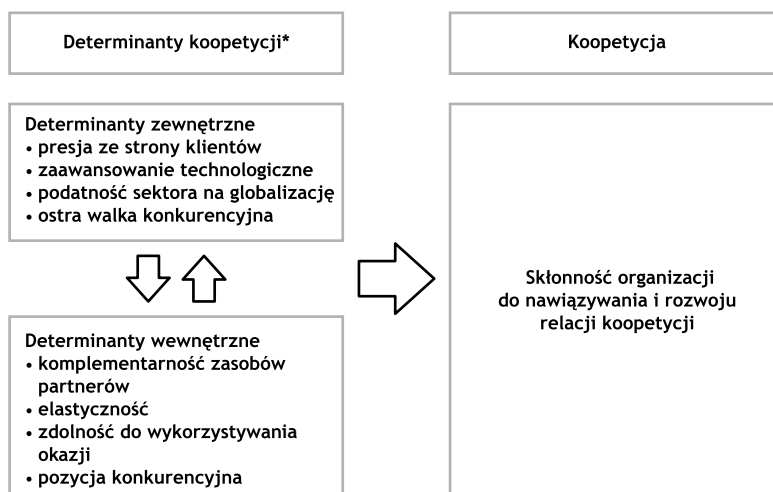 Determinanty koopetycji*
Koopetycja
Determinanty zewnętrzne
• presja ze strony klientów
• zaawansowanie technologiczne
• podatność sektora na globalizację
• ostra walka konkurencyjna
Determinanty wewnętrzne
• komplementarność zasobów
partnerów
• elastyczność
• zdolność do wykorzystywania
okazji
• pozycja konkurencyjna
Skłonność organizacji
do nawiązywania i rozwoju
relacji koopetycji